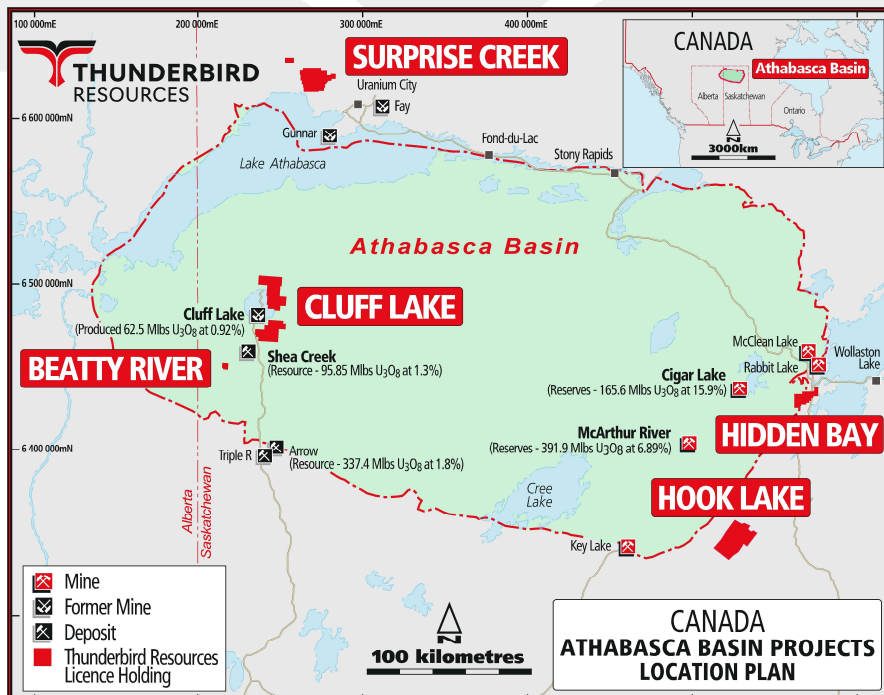 100 000mE
200 000mE
300 000mE
400 000mE
THUNDERBIRD
RESOURCES
SURPRISE CREEK
CANADA
Athabasca Basin
Alberta
Saskatchewan
Ontario
N
3000km
Uranium City
Fay
6 600 000mN
Gunnar
Fond-du-Lac
Lake Athabasca
Stony Rapids
Athabasca Basin
6 500 000mN
CLUFF LAKE
Cluff Lake
(Produced 62.5 Mlbs U₃O₈ at 0.92%)
McClean Lake
Wollaston
Lake
Shea Creek
(Resource - 95.85 Mlbs U₃O₈ at 1.3%)
BEATTY RIVER
Rabbit Lake
Cigar Lake
(Reserves - 165.6 Mlbs U₃O₈ at 15.9%)
HIDDEN BAY
McArthur River
(Reserves - 391.9 Mlbs U₃O₈ at 6.89%)
6 400 000mN
Triple R
Arrow
(Resource - 337.4 Mlbs U₃O₈ at 1.8%)
Cree
Lake
HOOK LAKE
Alberta
Saskatchewan
Key Lake
Mine
Former Mine
Deposit
Thunderbird Resources
Licence Holding
N
100 kilometres
CANADA
ATHABASCA BASIN PROJECTS
LOCATION PLAN